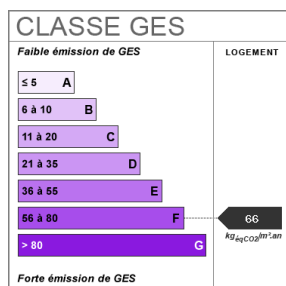 CLASSE GES
Faible émission de GES
LOGEMENT
≤ 5 A
6 à 10 B
11 à 20 C
21 à 35 D
36 à 55 E
56 à 80 F
66
kgéqCO2/m².an
> 80 G
Forte émission de GES